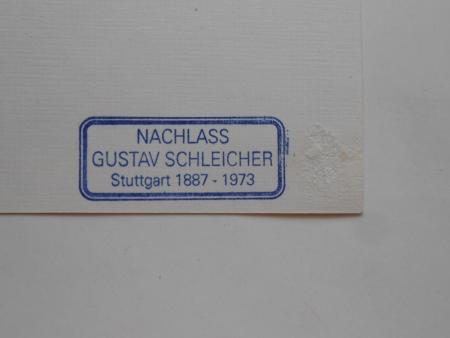 NACHLASS
GUSTAV SCHLEICHER
Stuttgart 1887 - 1973